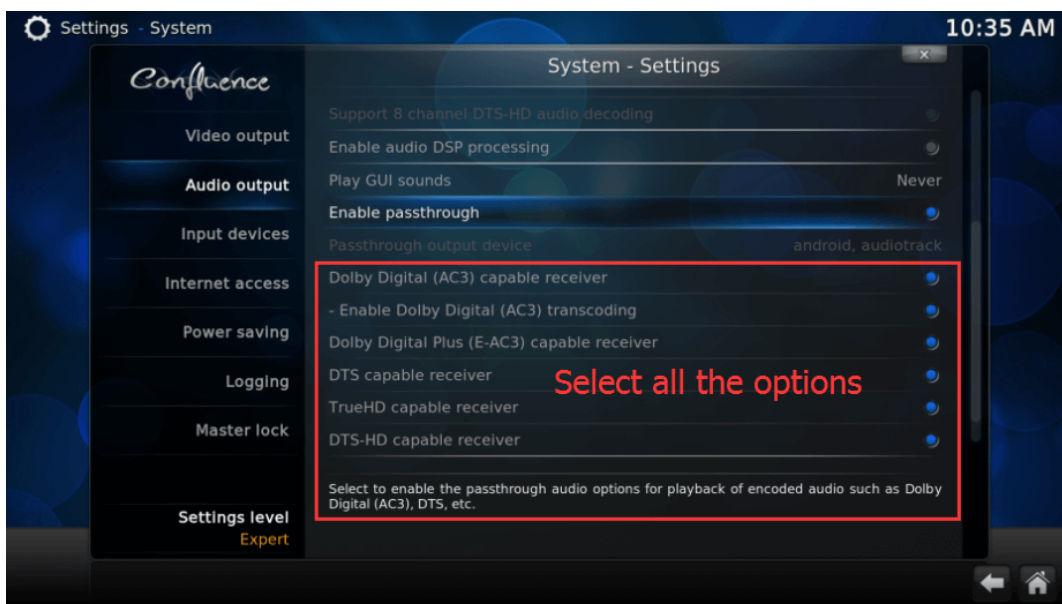 Settings - System
10:35 AM
Confluence
System - Settings
Video output
Audio output
Input devices
Internet access
Power saving
Logging
Master lock
Settings level
Expert
Support 8 channel DTS-HD audio decoding
Enable audio DSP processing
Play GUI sounds Never
Enable passthrough
Passthrough output device android, audiotrack
Dolby Digital (AC3) capable receiver
- Enable Dolby Digital (AC3) transcoding
Dolby Digital Plus (E-AC3) capable receiver
DTS capable receiver
Select all the options
TrueHD capable receiver
DTS-HD capable receiver
Select to enable the passthrough audio options for playback of encoded audio such as Dolby
Digital (AC3), DTS, etc.